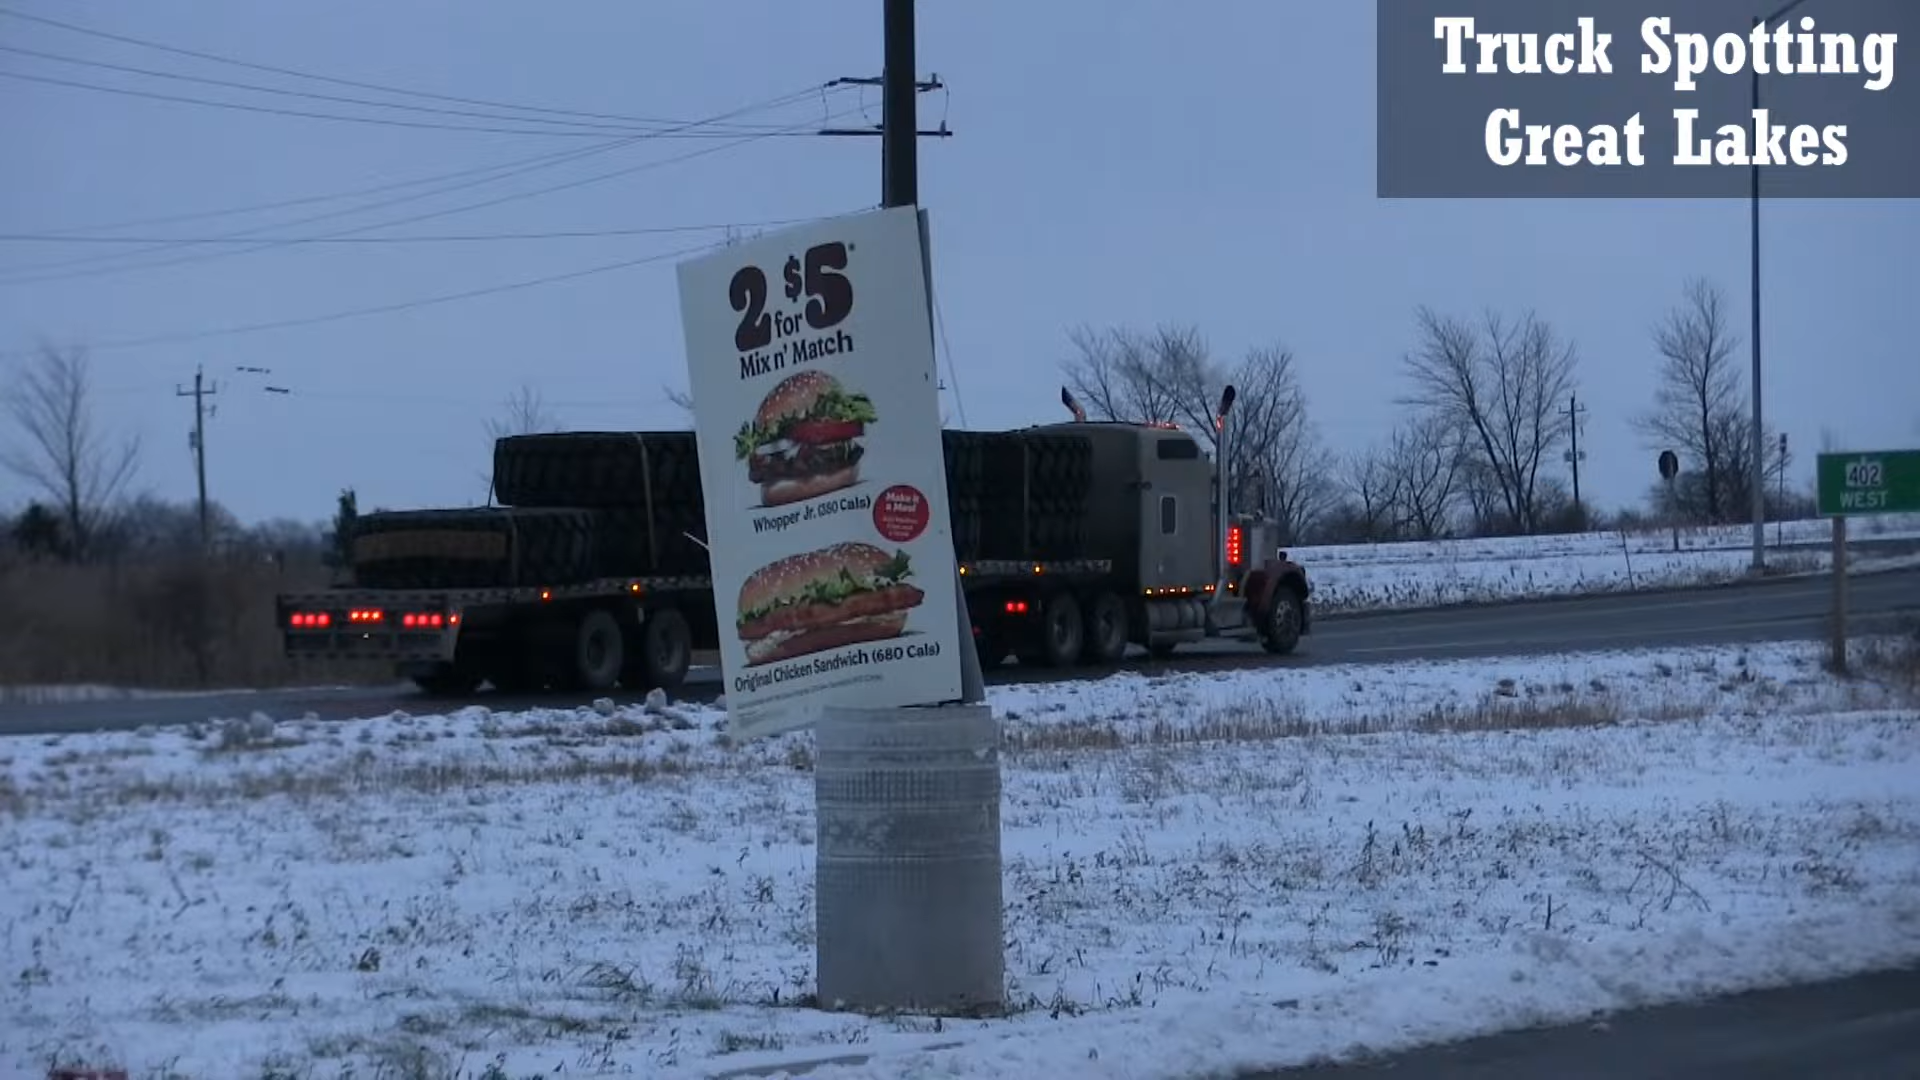 Truck Spotting
Great Lakes
2 for $5*
Mix n' Match
Whopper Jr. (380 Cals)
Make it
a Meal
Original Chicken Sandwich (680 Cals)
402
WEST